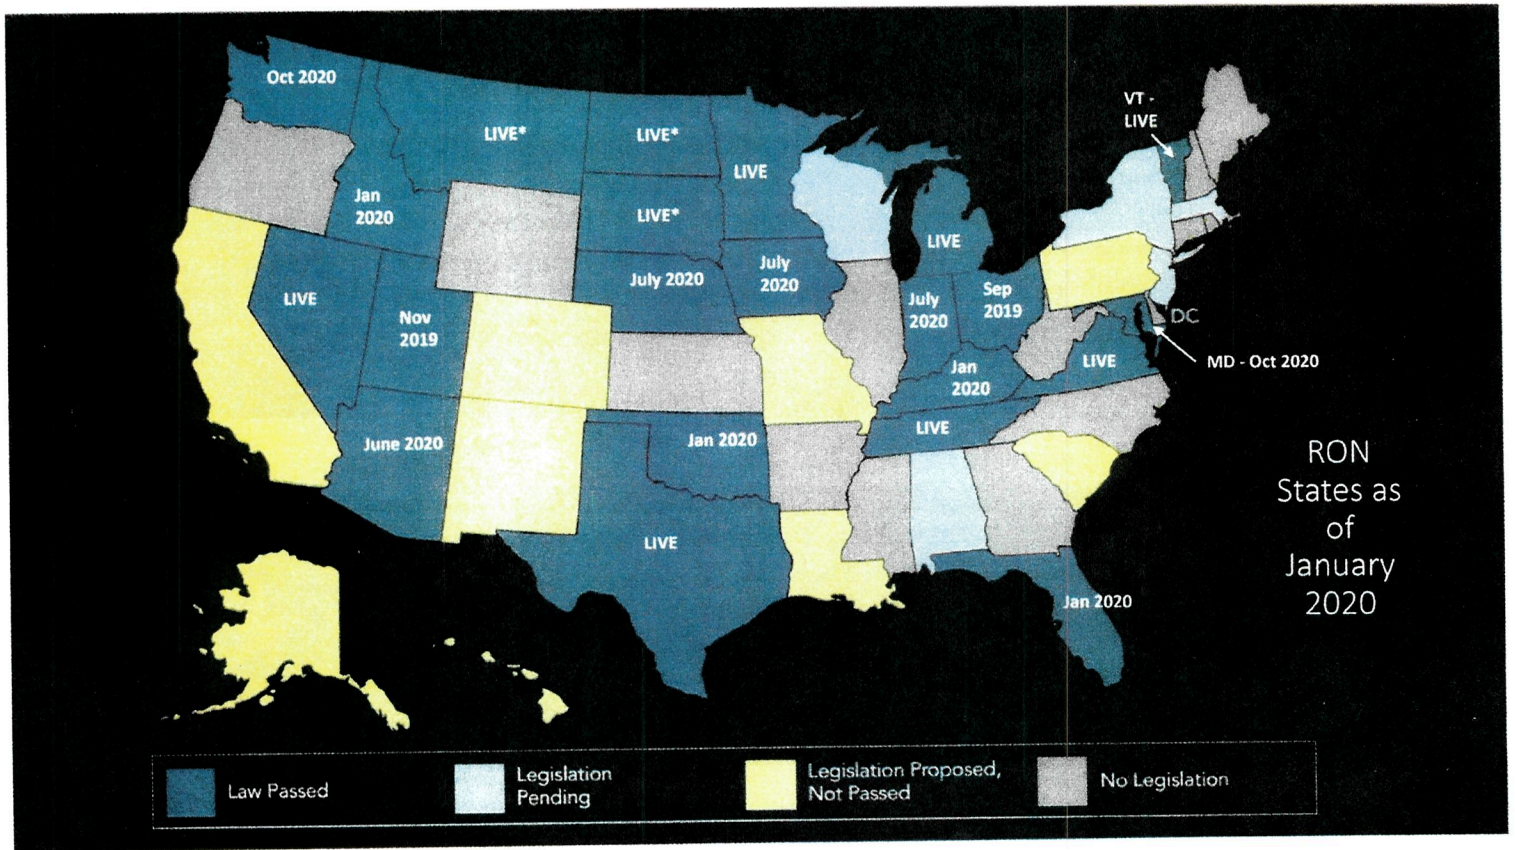 Oct 2020
LIVE*
LIVE*
LIVE
VT -
LIVE
Jan
2020
LIVE*
LIVE
July 2020
July
2020
LIVE
Nov
2019
July
2020
Sep
2019
DC
LIVE
MD - Oct 2020
Jan
2020
June 2020
Jan 2020
LIVE
LIVE
Jan 2020
RON
States as
of
January
2020
Law Passed
Legislation
Pending
Legislation Proposed,
Not Passed
No Legislation